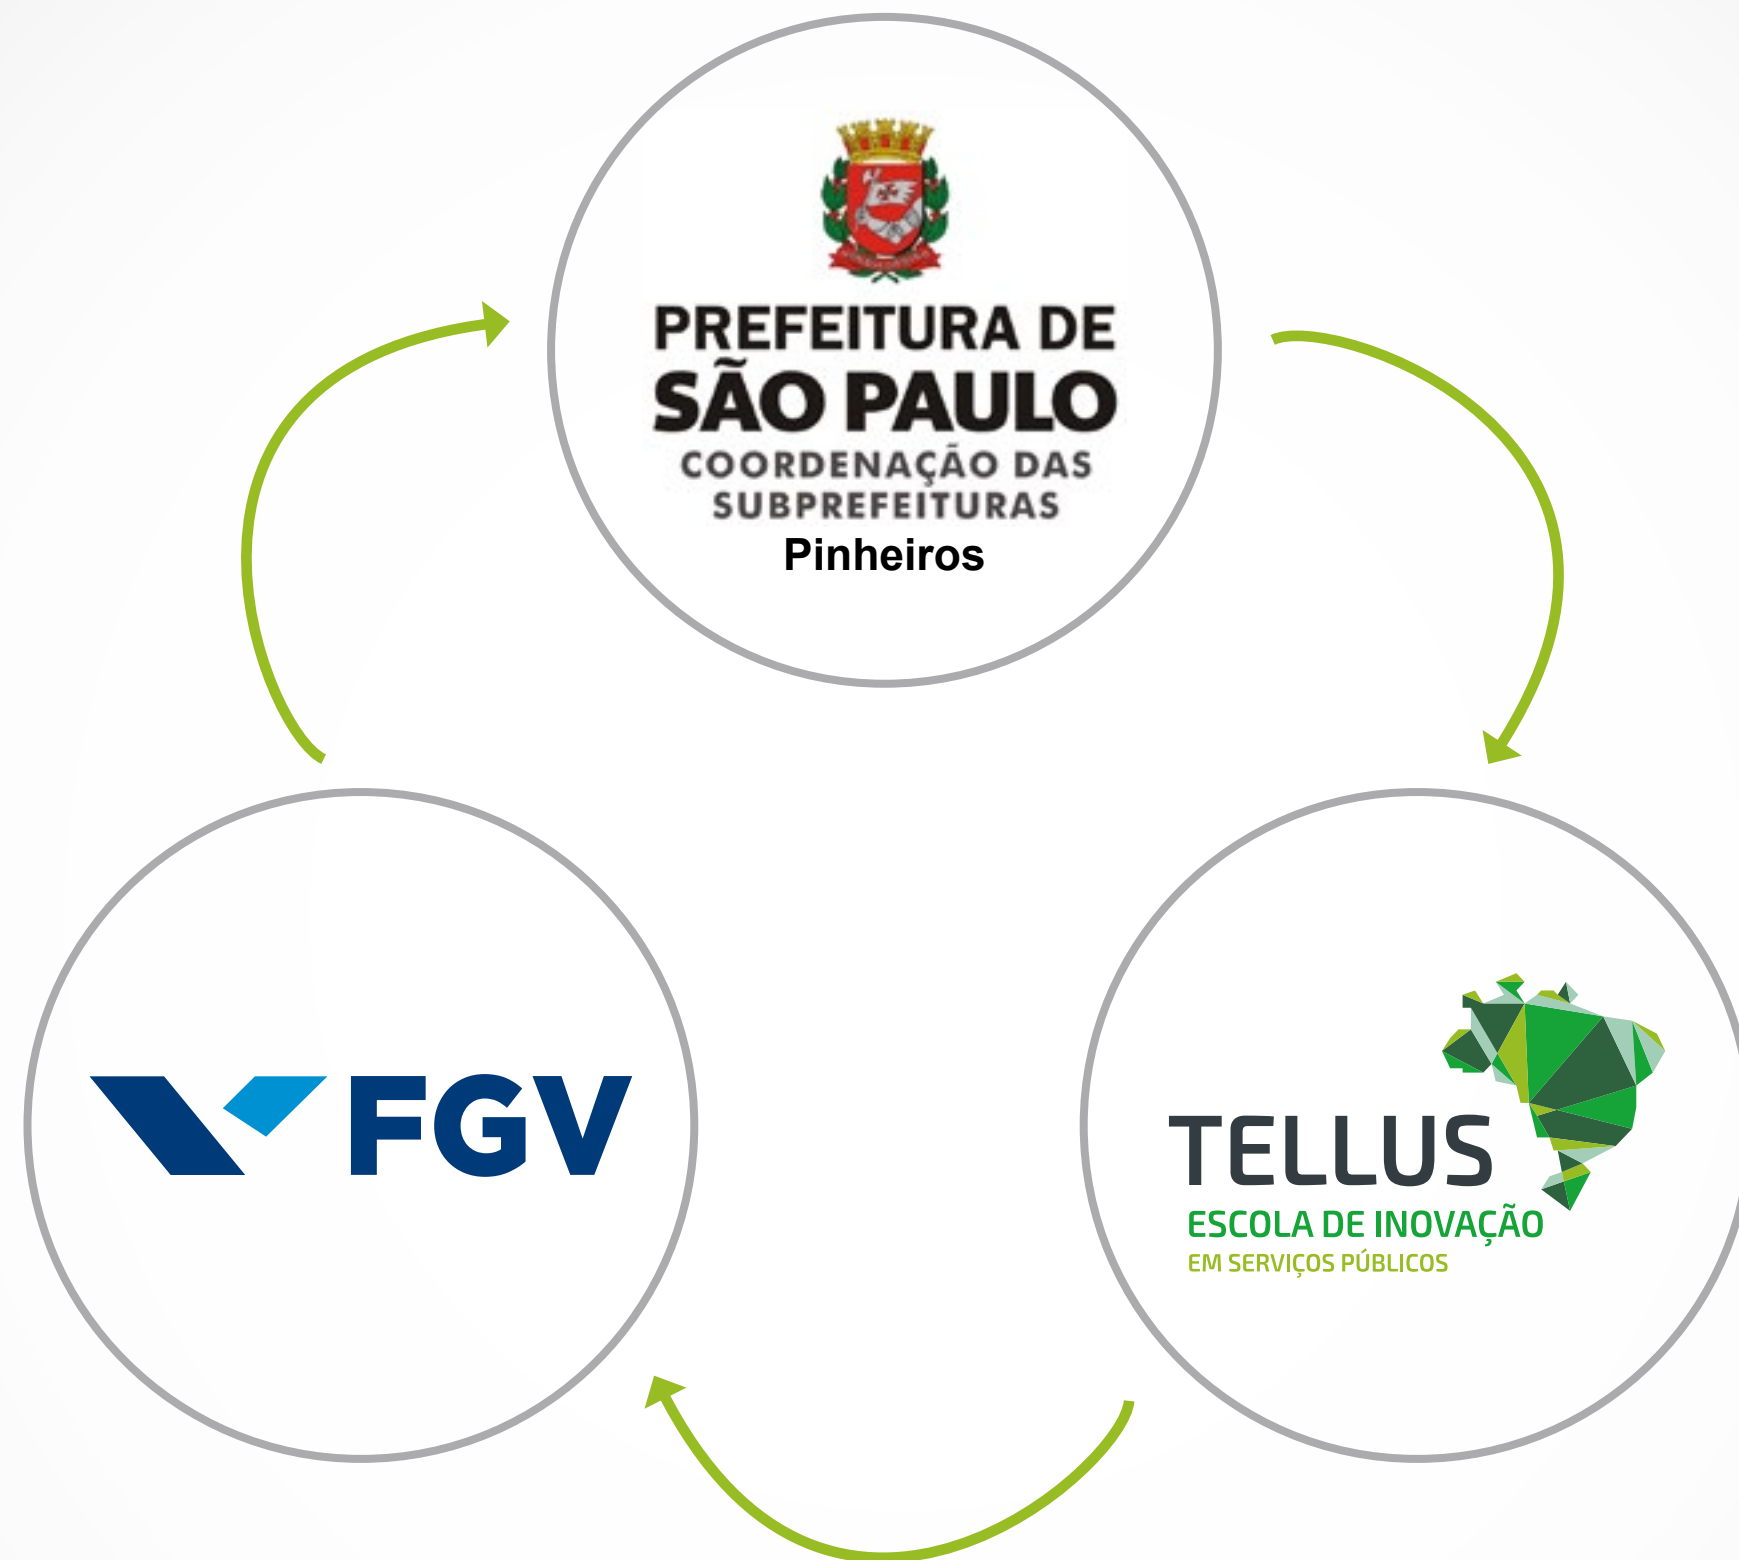 PREFEITURA DE
SÃO PAULO
COORDENAÇÃO DAS
SUBPREFEITURAS
Pinheiros
FGV
TELLUS
ESCOLA DE INOVAÇÃO
EM SERVIÇOS PÚBLICOS